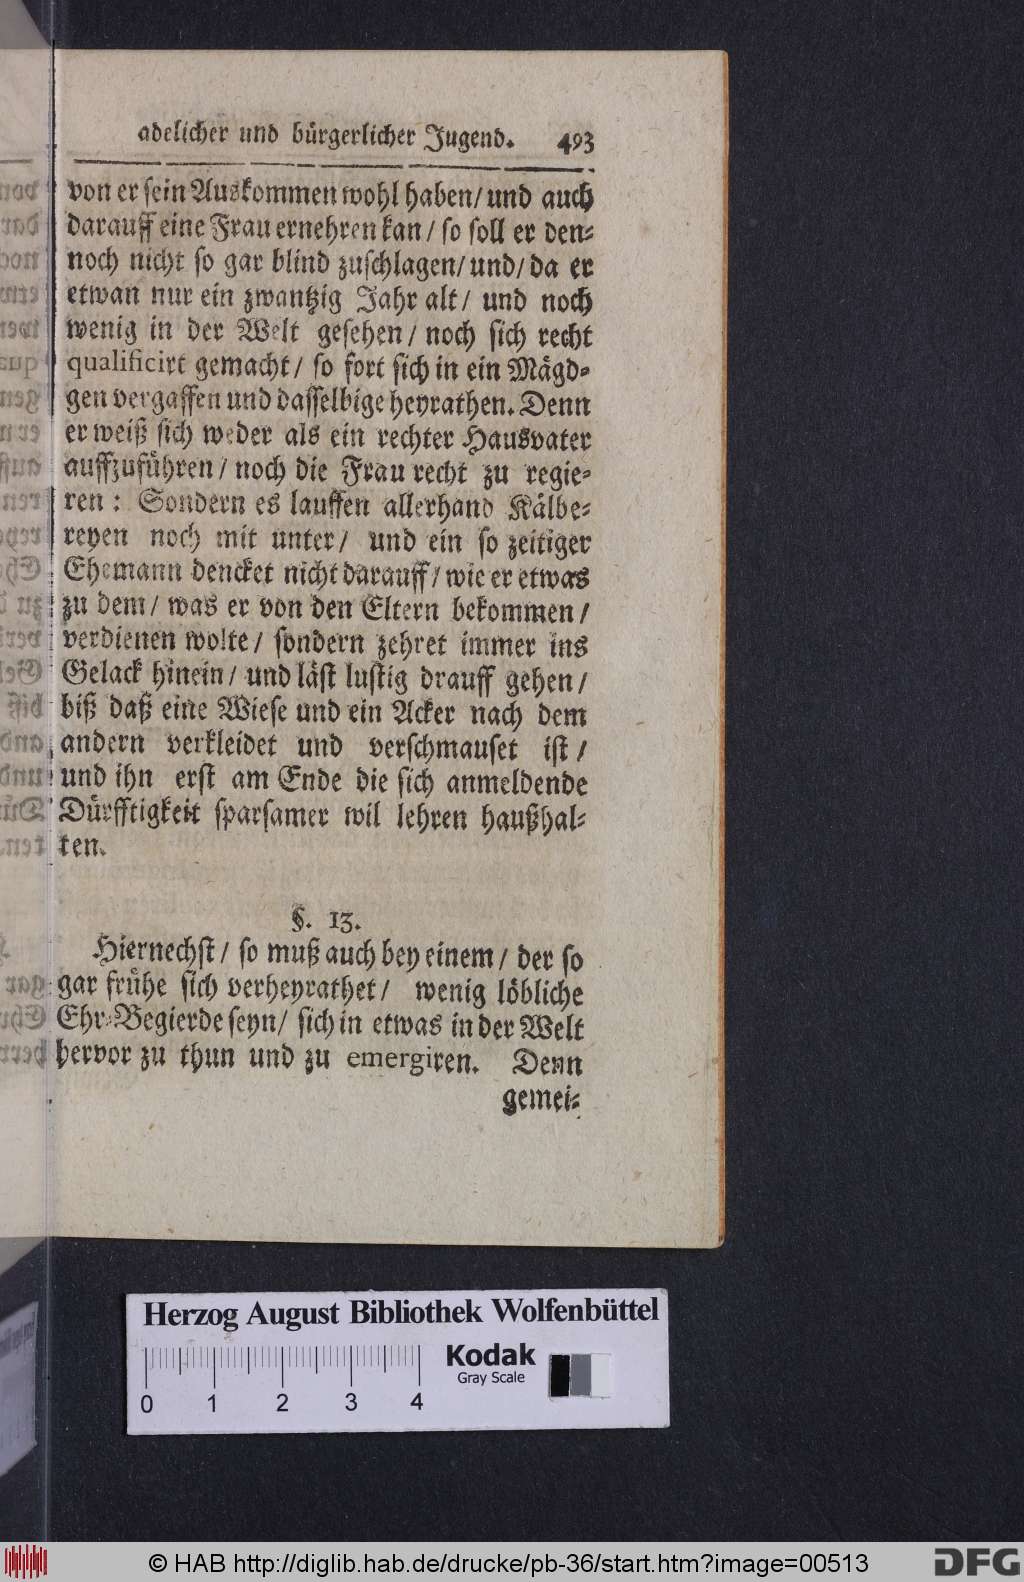 adelicher und bürgerlicher Jugend. 493
von er sein Auskommen wohl haben/ und auch
darauff eine Frau ernehren kan/ so soll er den-
noch nicht so gar blind zuschlagen/ und/ da er
etwan nur ein zwantzig Jahr alt/ und noch
wenig in der Welt gesehen/ noch sich recht
qualificirt gemacht/ so fort sich in ein Mägd-
gen vergaffen und dasselbige heyrathen. Denn
er weiß sich weder als ein rechter Hausvater
auffzuführen/ noch die Frau recht zu regie-
ren: Sondern es lauffen allerhand Kälbe-
reyen noch mit unter/ und ein so zeitiger
Ehemann dencket nicht darauff/ wie er etwas
zu dem/ was er von den Eltern bekommen/
verdienen wolte/ sondern zehret immer ins
Gelack hinein/ und läst lustig drauff gehen/
biß daß eine Wiese und ein Acker nach dem
andern verkleidet und verschmauset ist/
und ihn erst am Ende die sich anmeldende
Dürfftigkeit sparsamer wil lehren haußhal-
ten.
§. 13.
Hiernechst/ so muß auch bey einem/ der so
gar frühe sich verheyrathet/ wenig löbliche
Ehr-Begierde seyn/ sich in etwas in der Welt
hervor zu thun und zu emergiren. Denn
gemei-
Herzog August Bibliothek Wolfenbüttel
Kodak
Gray Scale
0 1 2 3 4
© HAB http://diglib.hab.de/drucke/pb-36/start.htm?image=00513
DFG